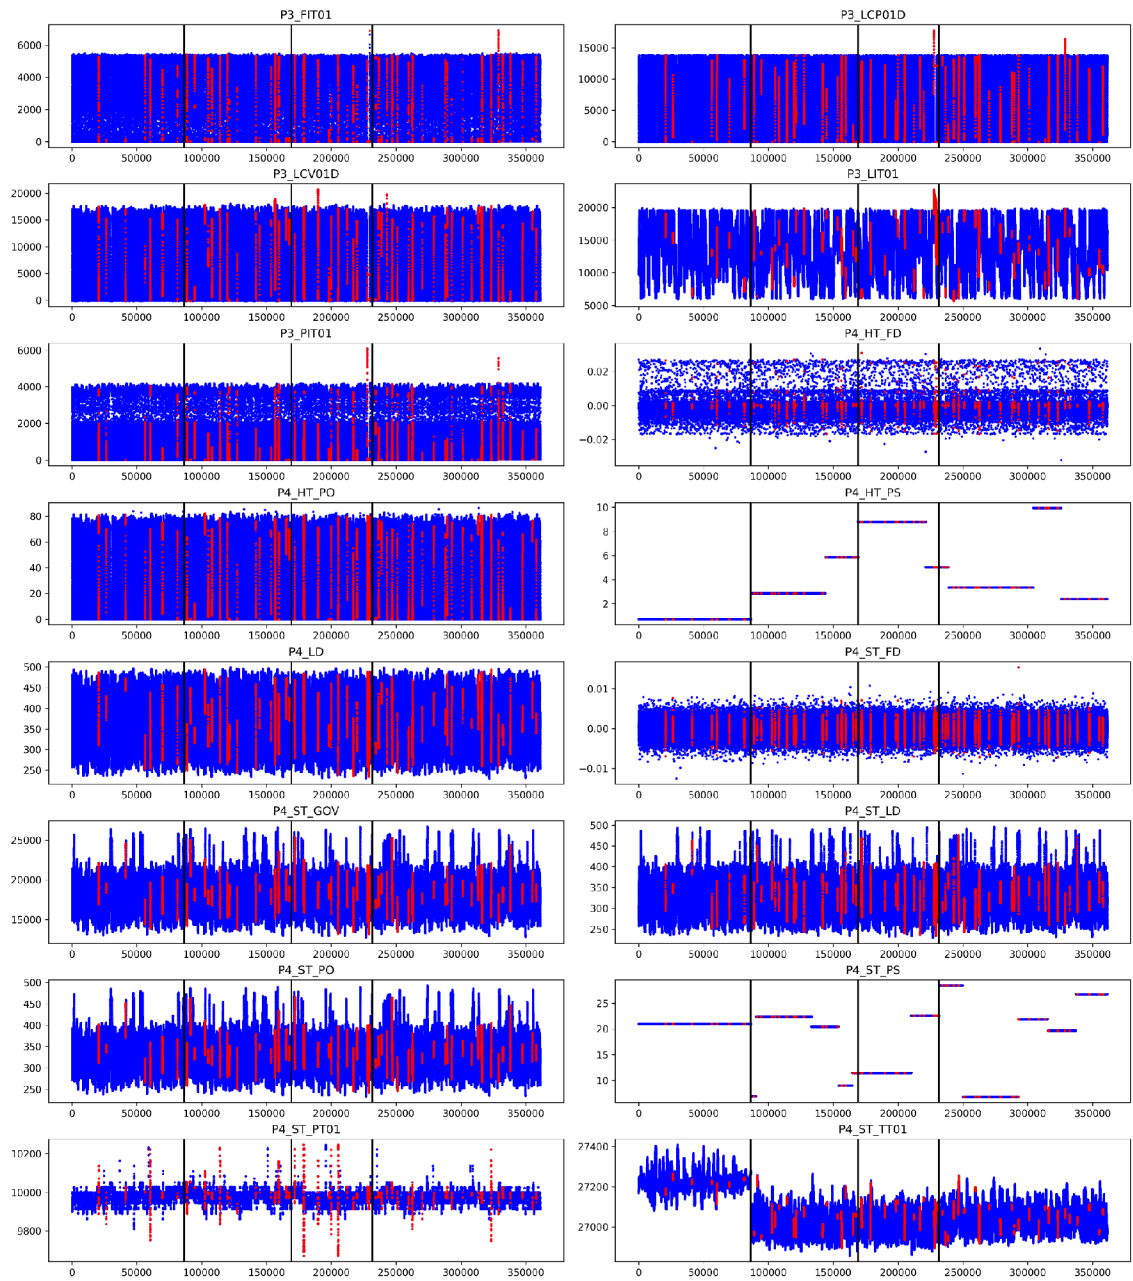 P3_FIT01 P3_LCP01D
6000 4000 2000 0 15000 10000 5000 0
0 50000 100000 150000 200000 250000 300000 350000 0 50000 100000 150000 200000 250000 300000 350000
P3_LCV01D P3_LIT01
20000 15000 10000 5000 0 20000 15000 10000 5000
0 50000 100000 150000 200000 250000 300000 350000 0 50000 100000 150000 200000 250000 300000 350000
P3_PIT01 P4_HT_FD
6000 4000 2000 0 0.02 0.00 −0.02
0 50000 100000 150000 200000 250000 300000 350000 0 50000 100000 150000 200000 250000 300000 350000
P4_HT_PO P4_HT_PS
80 60 40 20 0 10 8 6 4 2
0 50000 100000 150000 200000 250000 300000 350000 0 50000 100000 150000 200000 250000 300000 350000
P4_LD P4_ST_FD
500 450 400 350 300 250 0.01 0.00 −0.01
0 50000 100000 150000 200000 250000 300000 350000 0 50000 100000 150000 200000 250000 300000 350000
P4_ST_GOV P4_ST_LD
25000 20000 15000 500 450 400 350 300 250
0 50000 100000 150000 200000 250000 300000 350000 0 50000 100000 150000 200000 250000 300000 350000
P4_ST_PO P4_ST_PS
500 450 400 350 300 250 25 20 15 10
0 50000 100000 150000 200000 250000 300000 350000 0 50000 100000 150000 200000 250000 300000 350000
P4_ST_PT01 P4_ST_TT01
10200 10000 9800 27400 27200 27000
0 50000 100000 150000 200000 250000 300000 350000 0 50000 100000 150000 200000 250000 300000 350000